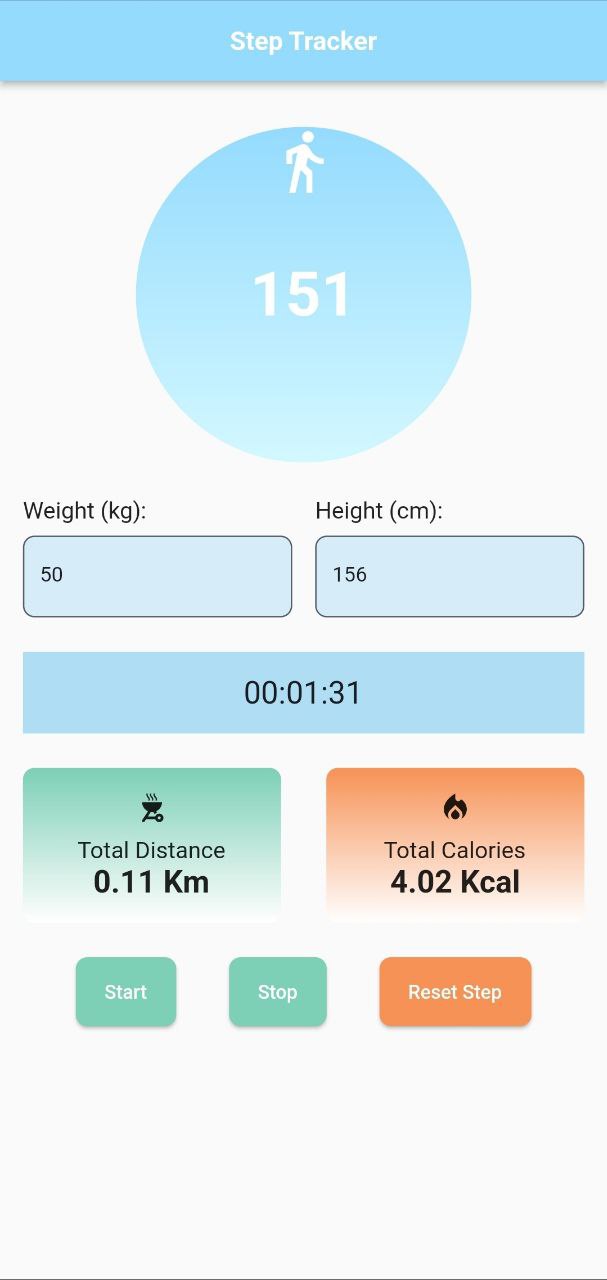 Step Tracker
151
Weight (kg):
Height (cm):
50
156
00:01:31
Total Distance
0.11 Km
Total Calories
4.02 Kcal
Start
Stop
Reset Step